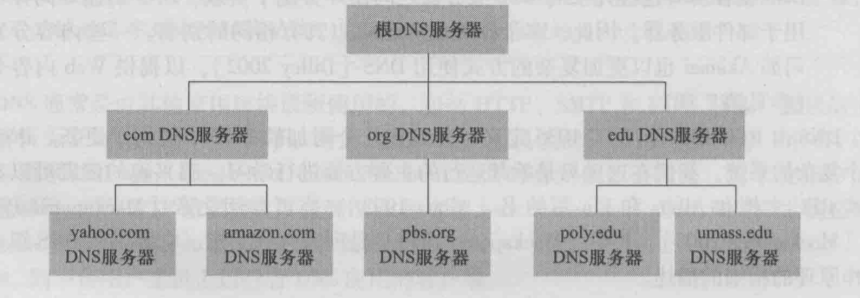 根DNS服务器
com DNS服务器
org DNS服务器
edu DNS服务器
yahoo.com
DNS服务器
amazon.com
DNS服务器
pbs.org
DNS服务器
poly.edu
DNS服务器
umass.edu
DNS服务器